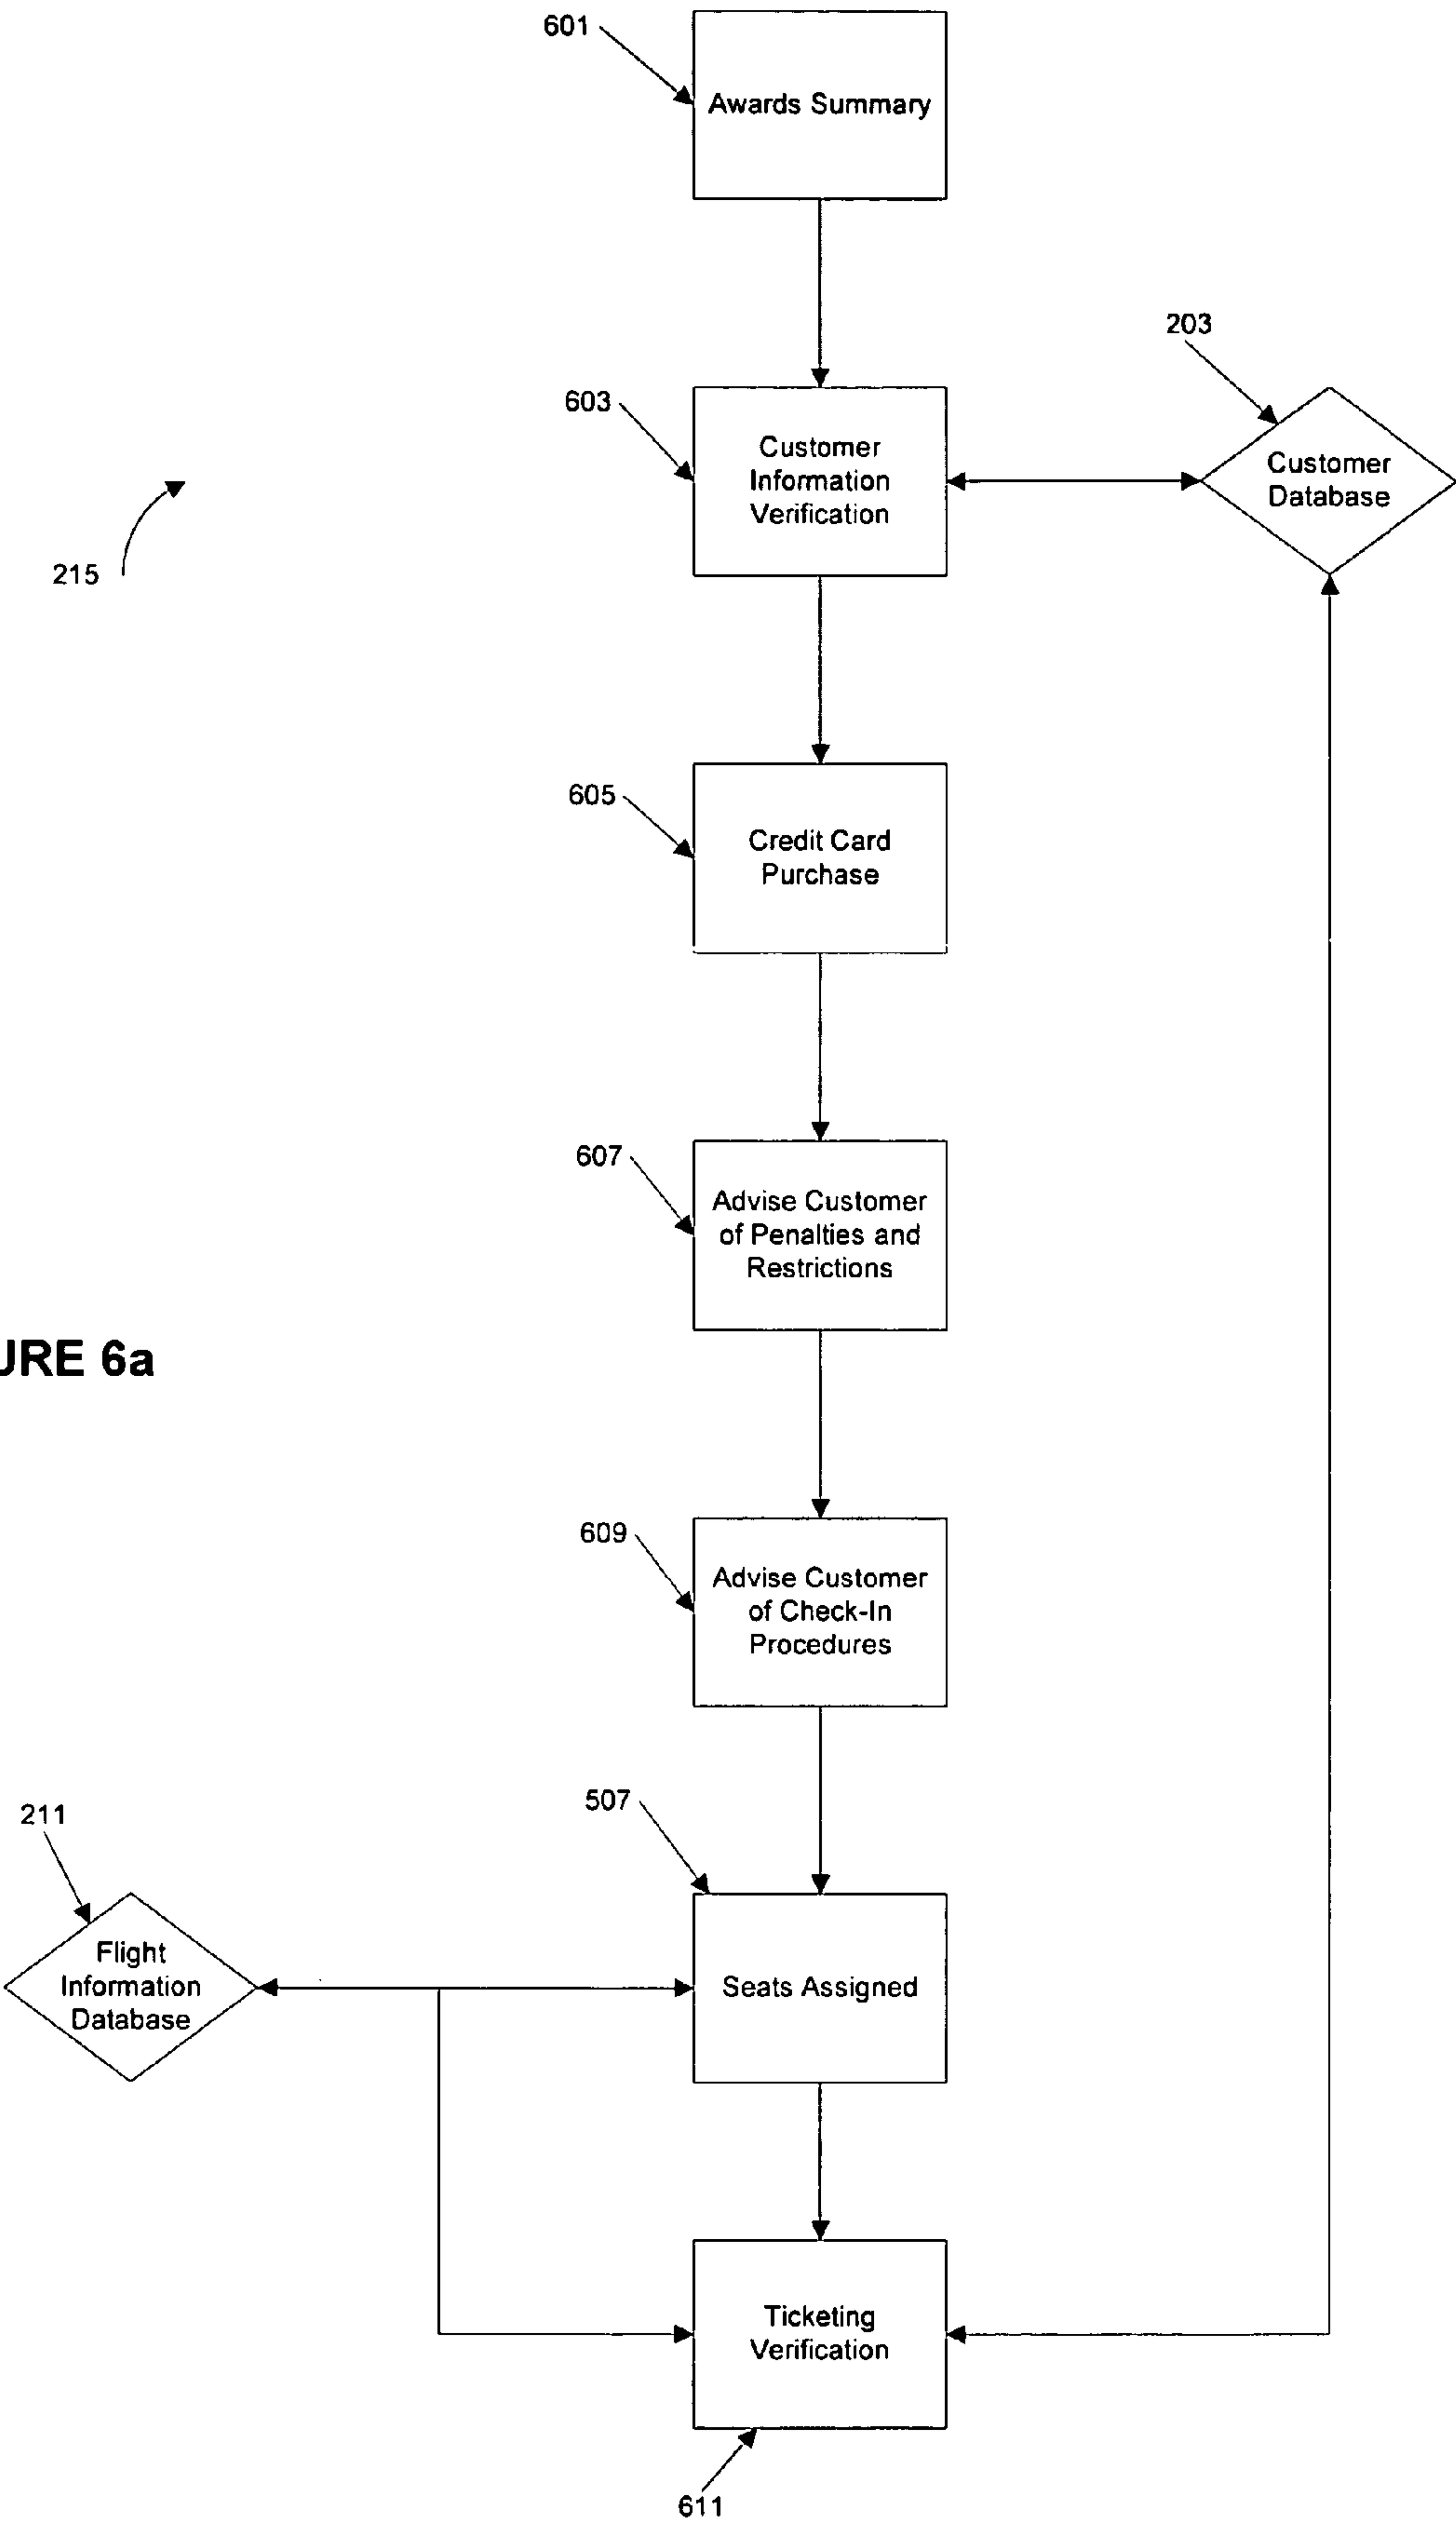 601
Awards Summary
203
603
Customer
Information
Verification
Customer
Database
215
605
Credit Card
Purchase
607
Advise Customer
of Penalties and
Restrictions
URE 6a
609
Advise Customer
of Check-In
Procedures
507
211
Flight
Information
Database
Seats Assigned
Ticketing
Verification
611